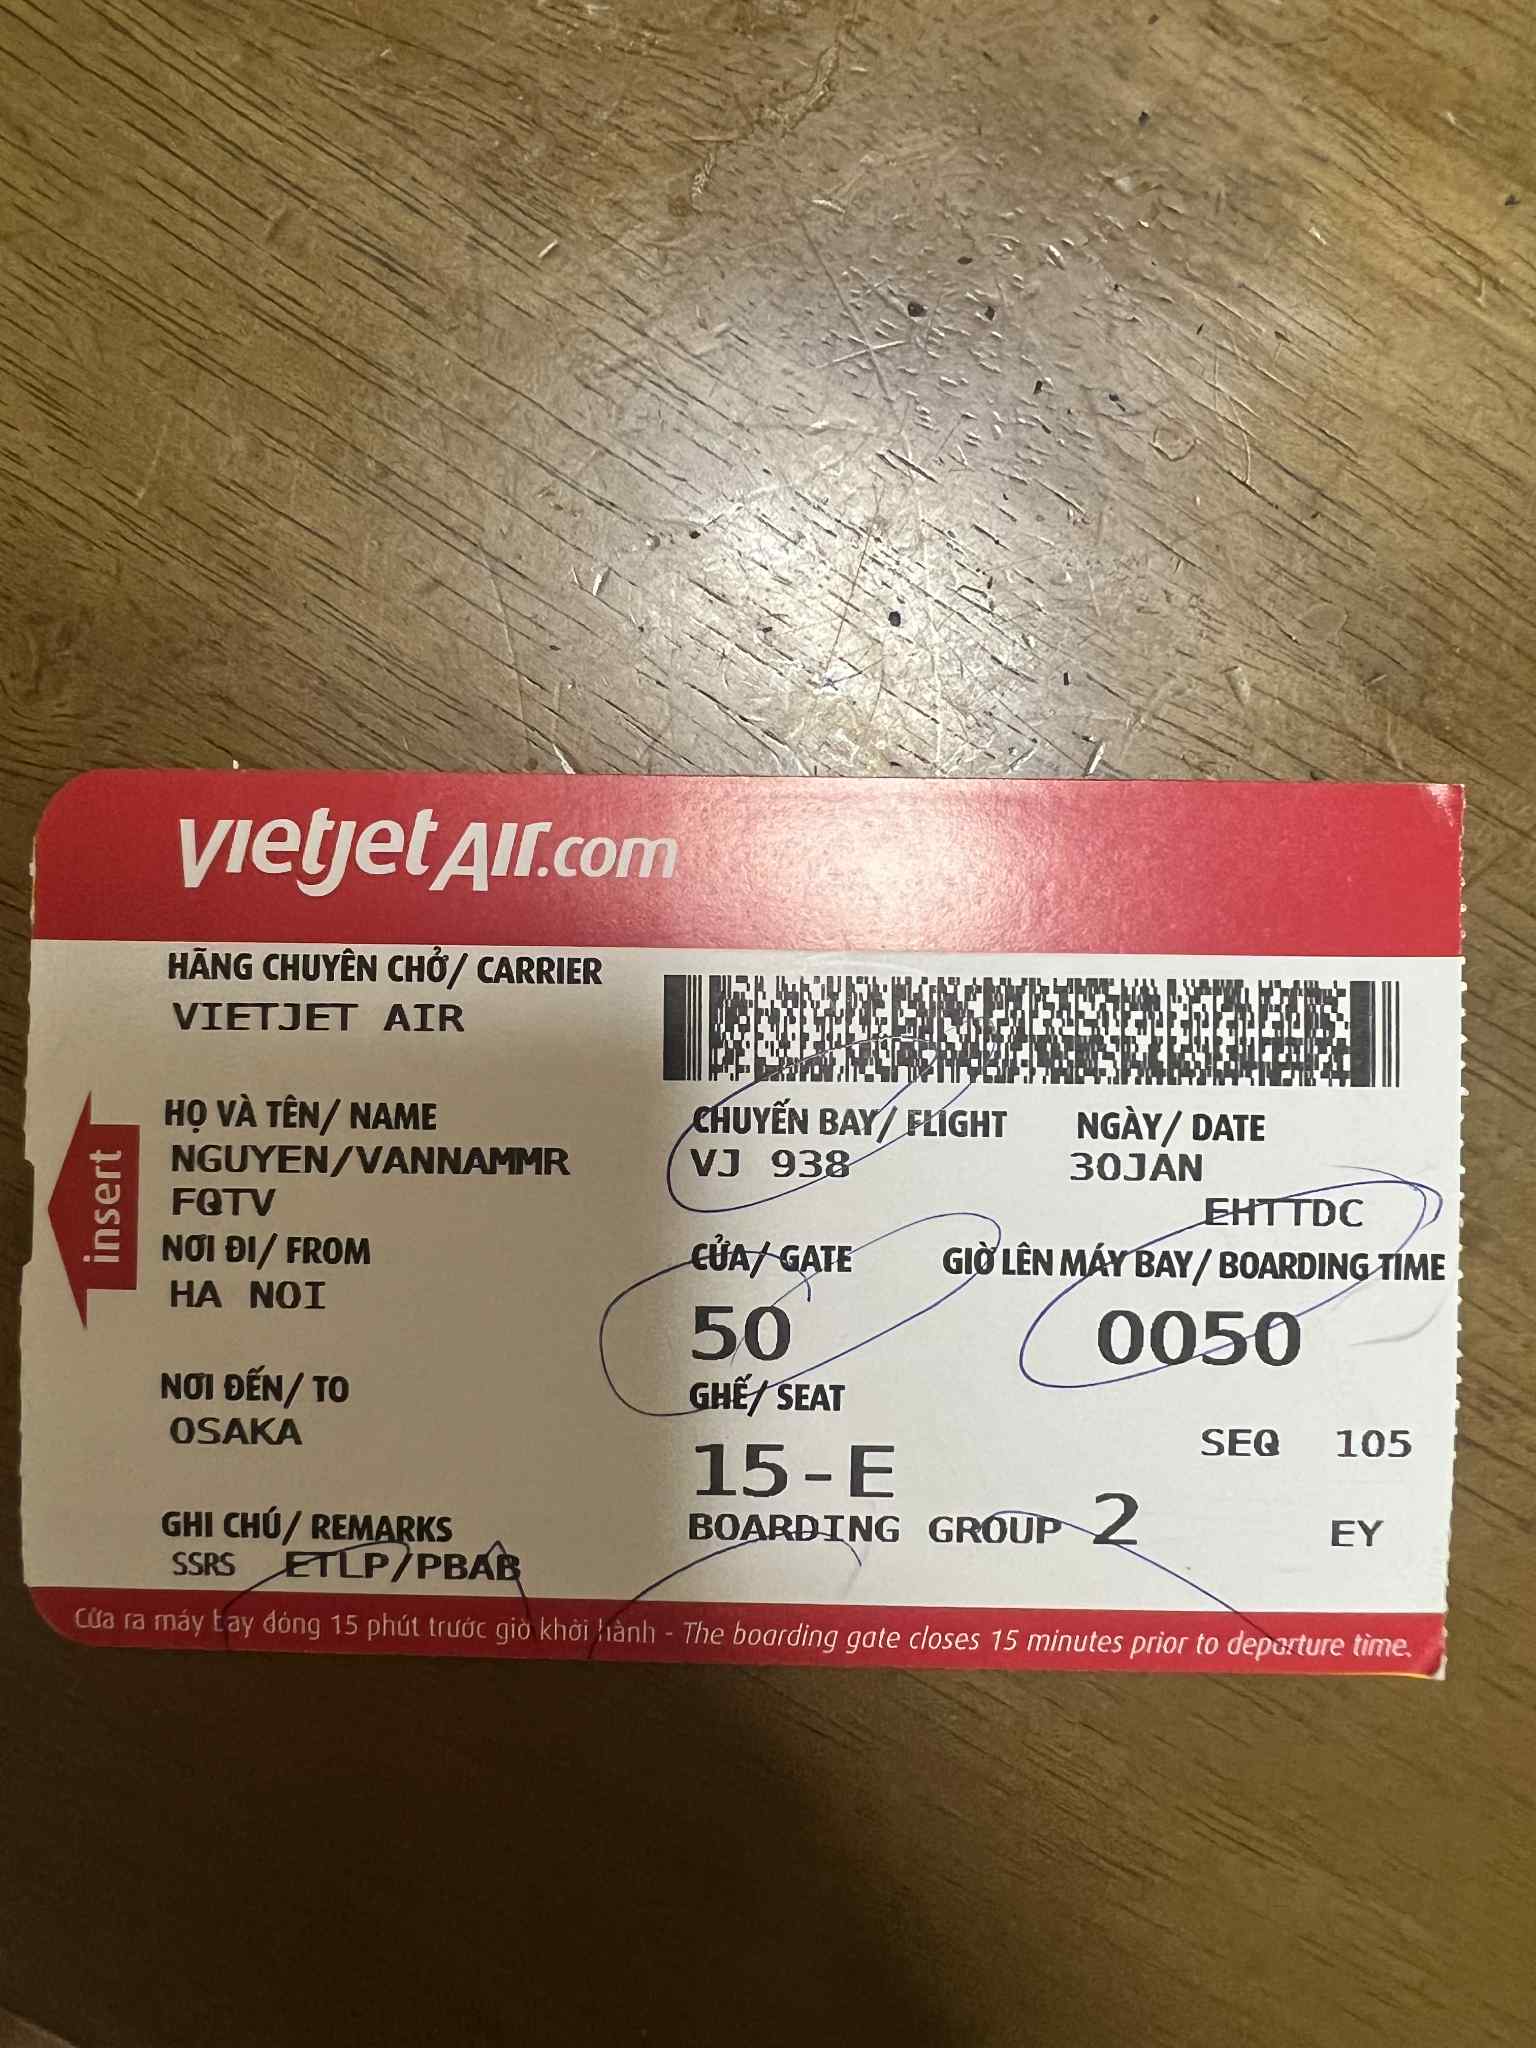 vietjet Air.com
HÃNG CHUYÊN CHỞ/ CARRIER
VIETJET AIR
HỌ VÀ TÊN/ NAME
NGUYEN/VANNAMMR
FQTV
CHUYẾN BAY/ FLIGHT
VJ 938
NGÀY/ DATE
30JAN
EHTTDC
insert
NƠI ĐI/ FROM
HA NOI
CỬA/ GATE
50
GIỜ LÊN MÁY BAY/ BOARDING TIME
0050
NƠI ĐẾN/ TO
OSAKA
GHẾ/ SEAT
15-E
SEQ 105
BOARDING GROUP 2
EY
GHI CHÚ/ REMARKS
SSRS ETLP/PBAB
Cửa ra máy bay đóng 15 phút trước giờ khởi hành - The boarding gate closes 15 minutes prior to departure time.